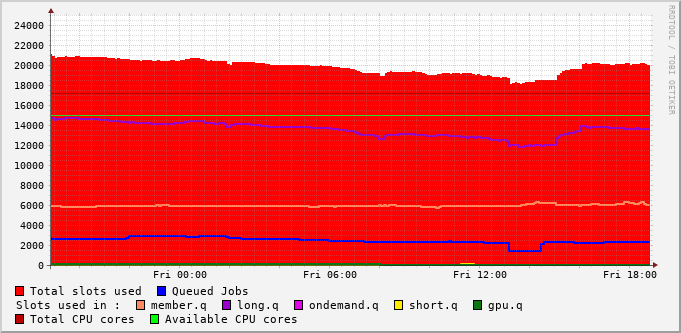 RRDTOOL / TOBI OETIKER
24000
22000
20000
18000
16000
14000
12000
10000
8000
6000
4000
2000
0
Fri 00:00 Fri 06:00 Fri 12:00 Fri 18:00
Total slots used Queued Jobs
Slots used in : member.q long.q ondemand.q short.q gpu.q
Total CPU cores Available CPU cores